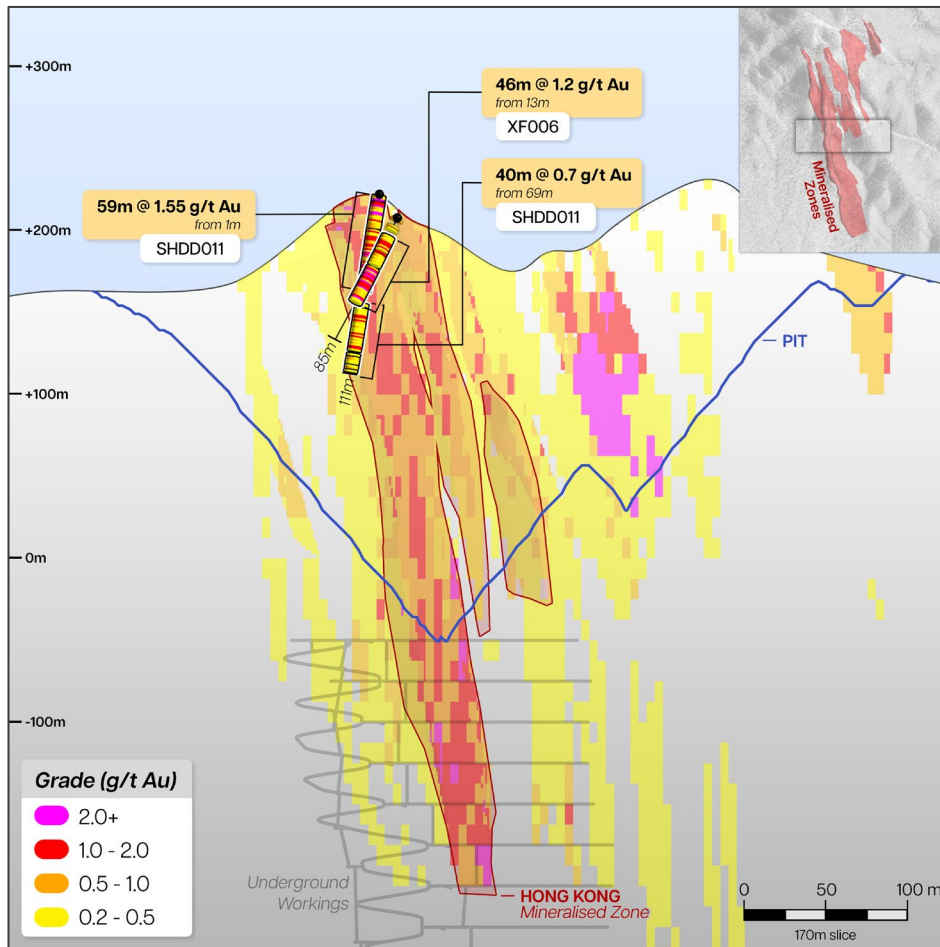 +300m
+200m
+100m
0m
-100m
46m @ 1.2 g/t Au
from 13m
XF006
40m @ 0.7 g/t Au
from 69m
SHDD011
59m @ 1.55 g/t Au
from 1m
SHDD011
85m
111m
PIT
Mineralised
Zones
Grade (g/t Au)
2.0+
1.0 - 2.0
0.5 - 1.0
0.2 - 0.5
Underground
Workings
HONG KONG
Mineralised Zone
0 50 100 m
170m slice